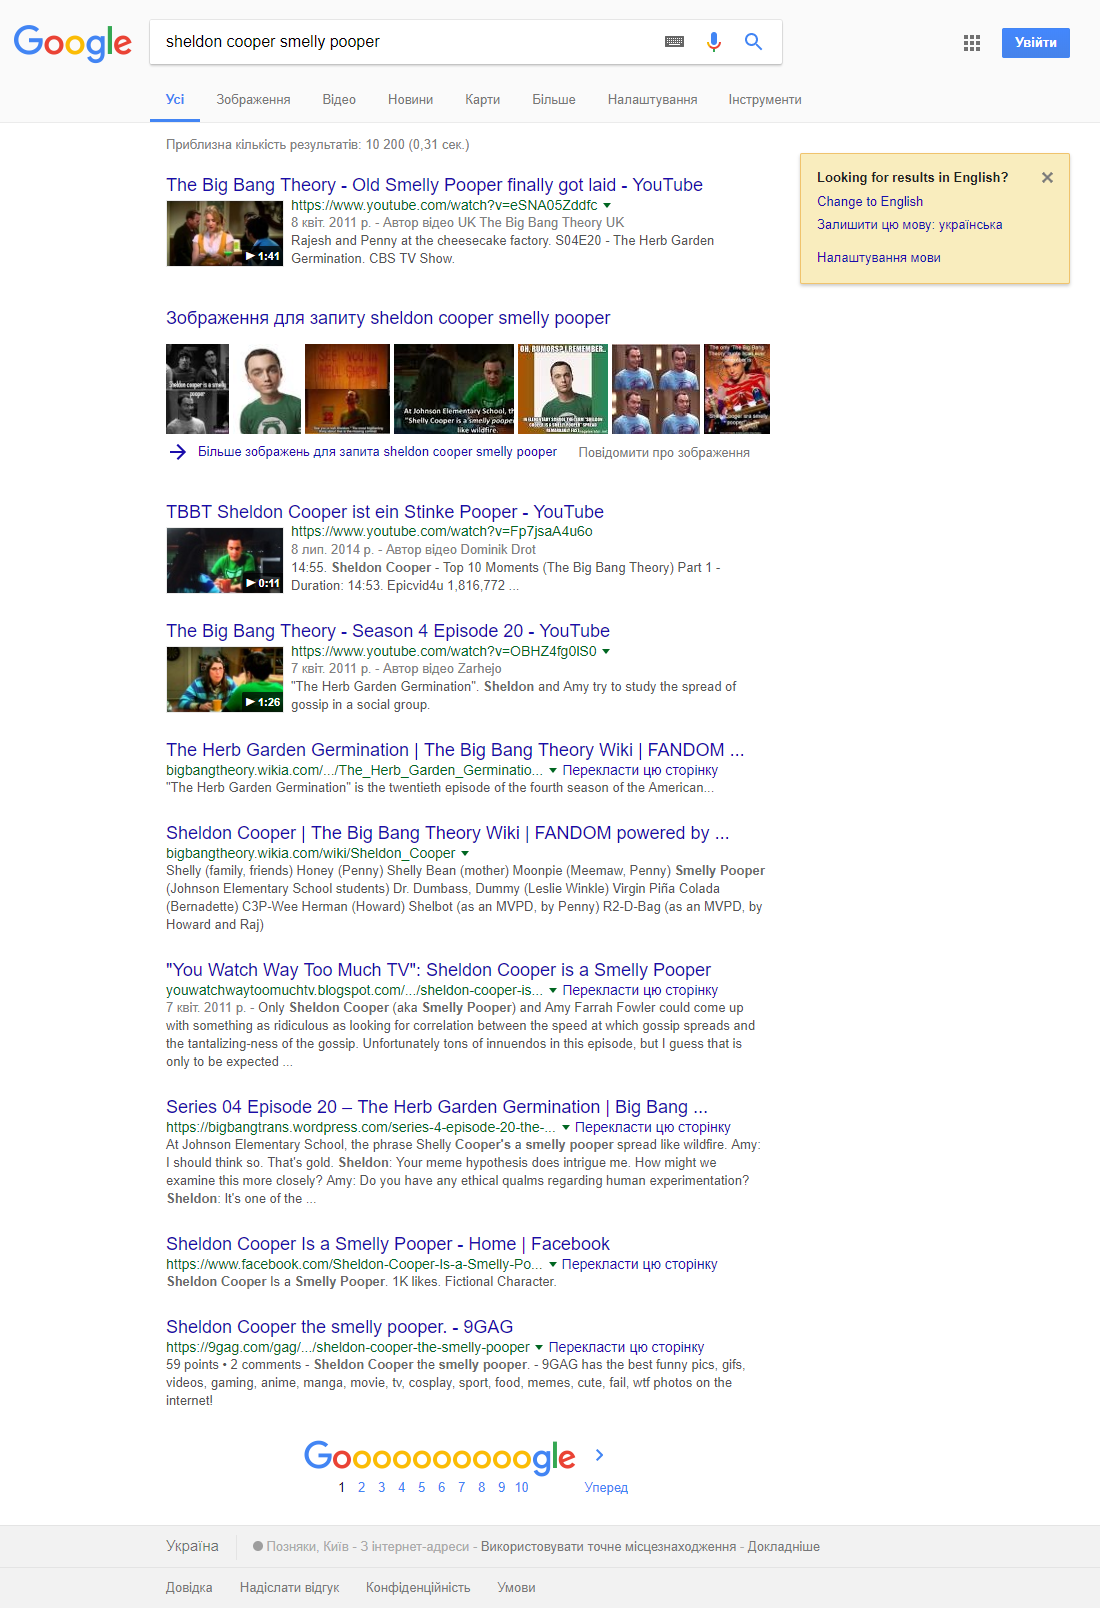 Google
sheldon cooper smelly pooper
Увійти
Усі Зображення Відео Новини Карти Більше Налаштування Інструменти
Приблизна кількість результатів: 10 200 (0,31 сек.)
Looking for results in English?
Change to English
Залишити цю мову: українська
Налаштування мови
The Big Bang Theory - Old Smelly Pooper finally got laid - YouTube
https://www.youtube.com/watch?v=eSNA05Zddfc
8 квіт. 2011 р. - Автор відео UK The Big Bang Theory UK
Rajesh and Penny at the cheesecake factory. S04E20 - The Herb Garden
Germination. CBS TV Show.
1:41
Зображення для запиту sheldon cooper smelly pooper
Sheldon cooper is a smelly
pooper
SEE YOU IN
HELL SHELDON
At Johnson Elementary School, th
"Shelly Cooper is a smelly pooper
like wildfire.
OH, RUMORS? I REMEMBER..
IN ELEMENTARY SCHOOL THE TERM "SHELDON
COOPER IS A SMELLY POOPER" SPREAD
REMARKABLY FAST.
The only The Big Bang
Більше зображень для запита sheldon cooper smelly pooper Повідомити про зображення
TBBT Sheldon Cooper ist ein Stinke Pooper - YouTube
https://www.youtube.com/watch?v=Fp7jsaA4u6o
8 лип. 2014 р. - Автор відео Dominik Drot
14:55. Sheldon Cooper - Top 10 Moments (The Big Bang Theory) Part 1 -
Duration: 14:53. Epicvid4u 1,816,772 ...
0:11
The Big Bang Theory - Season 4 Episode 20 - YouTube
https://www.youtube.com/watch?v=OBHZ4fg0lS0
7 квіт. 2011 р. - Автор відео Zarhejo
"The Herb Garden Germination". Sheldon and Amy try to study the spread of
gossip in a social group.
1:26
The Herb Garden Germination | The Big Bang Theory Wiki | FANDOM ...
bigbangtheory.wikia.com/.../The_Herb_Garden_Germinatio... Перекласти цю сторінку
"The Herb Garden Germination" is the twentieth episode of the fourth season of the American...
Sheldon Cooper | The Big Bang Theory Wiki | FANDOM powered by ...
bigbangtheory.wikia.com/wiki/Sheldon_Cooper
Shelly (family, friends) Honey (Penny) Shelly Bean (mother) Moonpie (Meemaw, Penny) Smelly Pooper
(Johnson Elementary School students) Dr. Dumbass, Dummy (Leslie Winkle) Virgin Piña Colada
(Bernadette) C3P-Wee Herman (Howard) Shelbot (as an MVPD, by Penny) R2-D-Bag (as an MVPD, by
Howard and Raj)
"You Watch Way Too Much TV": Sheldon Cooper is a Smelly Pooper
youwatchwaytoomuchtv.blogspot.com/.../sheldon-cooper-is... Перекласти цю сторінку
7 квіт. 2011 р. - Only Sheldon Cooper (aka Smelly Pooper) and Amy Farrah Fowler could come up
with something as ridiculous as looking for correlation between the speed at which gossip spreads and
the tantalizing-ness of the gossip. Unfortunately tons of innuendos in this episode, but I guess that is
only to be expected ...
Series 04 Episode 20 – The Herb Garden Germination | Big Bang ...
https://bigbangtrans.wordpress.com/series-4-episode-20-the-... Перекласти цю сторінку
At Johnson Elementary School, the phrase Shelly Cooper's a smelly pooper spread like wildfire. Amy:
I should think so. That's gold. Sheldon: Your meme hypothesis does intrigue me. How might we
examine this more closely? Amy: Do you have any ethical qualms regarding human experimentation?
Sheldon: It's one of the ...
Sheldon Cooper Is a Smelly Pooper - Home | Facebook
https://www.facebook.com/Sheldon-Cooper-Is-a-Smelly-Po... Перекласти цю сторінку
Sheldon Cooper Is a Smelly Pooper. 1K likes. Fictional Character.
Sheldon Cooper the smelly pooper. - 9GAG
https://9gag.com/gag/.../sheldon-cooper-the-smelly-pooper Перекласти цю сторінку
59 points • 2 comments - Sheldon Cooper the smelly pooper. - 9GAG has the best funny pics, gifs,
videos, gaming, anime, manga, movie, tv, cosplay, sport, food, memes, cute, fail, wtf photos on the
internet!
Goooooooooogle
1 2 3 4 5 6 7 8 9 10 Уперед
Україна Позняки, Київ - З інтернет-адреси - Використовувати точне місцезнаходження - Докладніше
Довідка Надіслати відгук Конфіденційність Умови